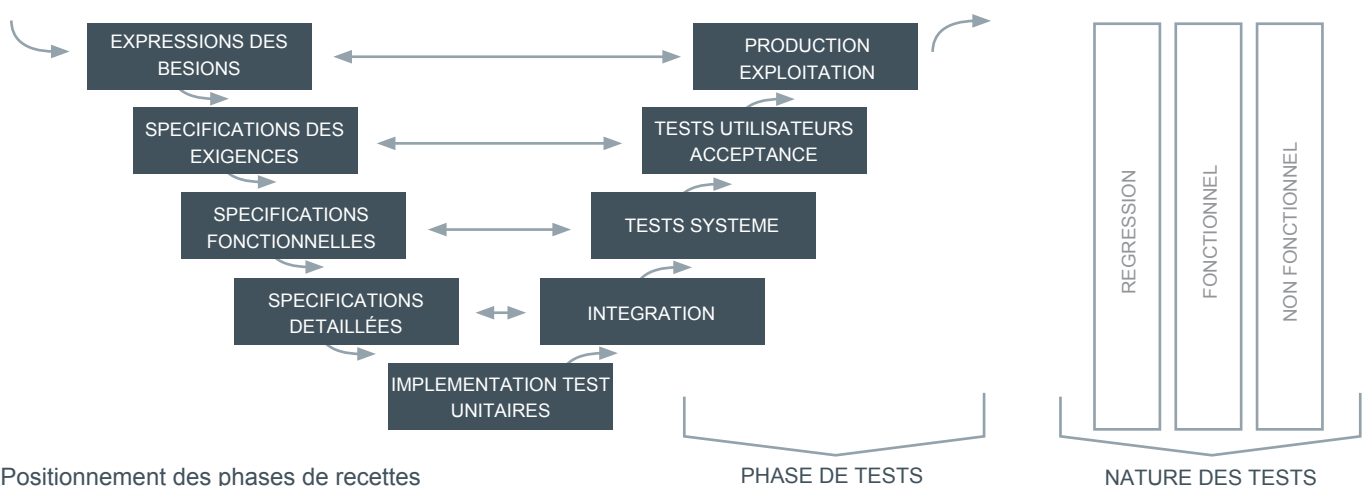 EXPRESSIONS DES
BESIONS
PRODUCTION
EXPLOITATION
SPECIFICATIONS DES
EXIGENCES
TESTS UTILISATEURS
ACCEPTANCE
SPECIFICATIONS
FONCTIONNELLES
TESTS SYSTEME
SPECIFICATIONS
DETAILLÉES
INTEGRATION
IMPLEMENTATION TEST
UNITAIRES
REGRESSION
FONCTIONNEL
NON FONCTIONNEL
Positionnement des phases de recettes
PHASE DE TESTS
NATURE DES TESTS